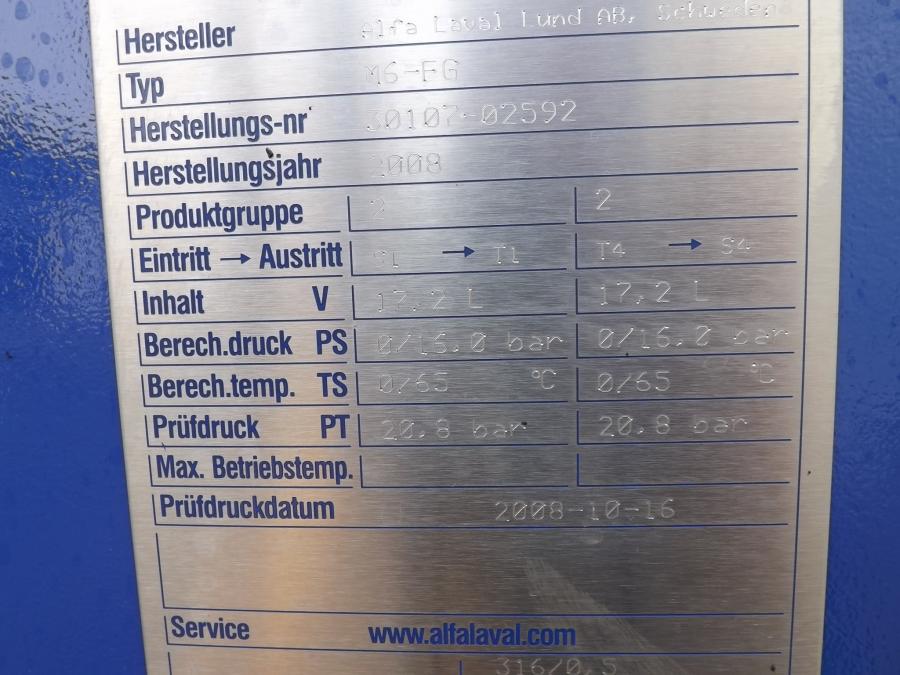 Hersteller Alfa Laval Lund AB, Schweden
Typ M6-FG
Herstellungs-nr 30107-02592
Herstellungsjahr 2008
Produktgruppe 2 2
Eintritt → Austritt S1 → T1 T4 → S4
Inhalt V 17,2 L 17,2 L
Berech.druck PS 0/16.0 bar 0/16.0 bar
Berech.temp. TS 0/65 °C 0/65 °C
Prüfdruck PT 20.8 bar 20.8 bar
Max. Betriebstemp.
Prüfdruckdatum 2008-10-16
Service www.alfalaval.com
316/0,5